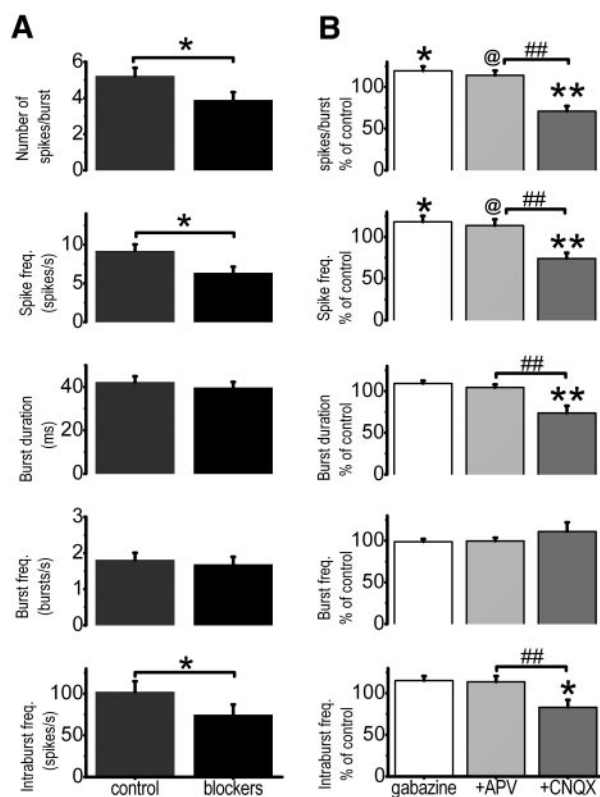 A
B
Number of
spikes/burst
6
4
2
0
*
spikes/burst
% of control
100
50
0
*
@
##
**
Spike freq.
(spikes/s)
10
5
0
*
Spike freq.
% of control
100
50
0
*
@
##
**
Burst duration
(ms)
40
0
Burst duration
% of control
100
50
0
##
**
Burst freq.
(bursts/s)
3
2
1
0
Burst freq.
% of control
100
50
0
Intraburst freq.
(spikes/s)
100
50
0
*
control
blockers
Intraburst freq.
% of control
100
50
0
##
*
gabazine
+APV
+CNQX